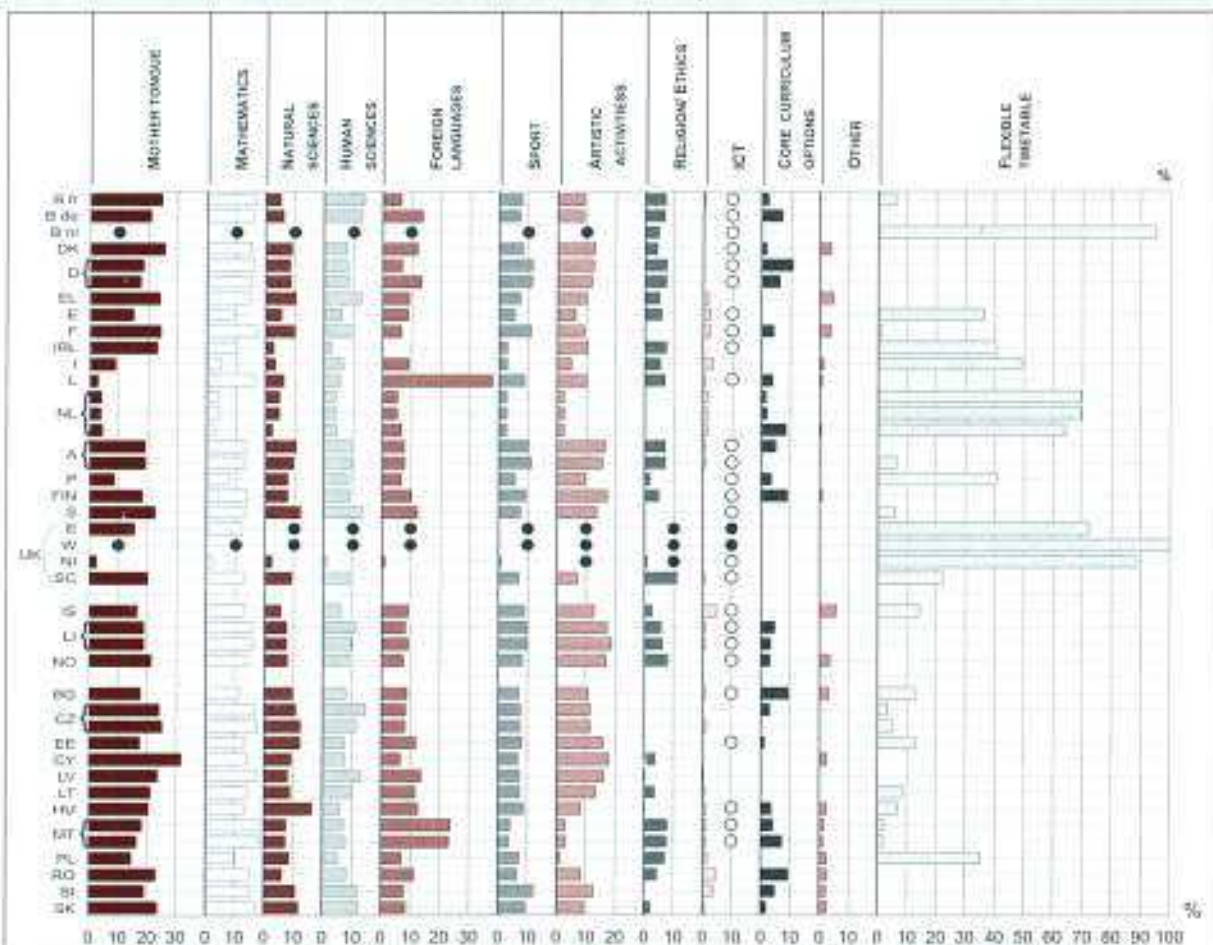 MOTHER TONGUE
MATHEMATICS
NATURAL
SCIENCES
HUMAN
SCIENCES
FOREIGN
LANGUAGES
SPORT
ARTISTIC
ACTIVITIESS
RELIGION/ ETHICS
ICT
CORE CURRICULUM
OPTIONS
OTHER
FLEXIBLE
TIMETABLE
%
B fr
B de
B nl
DK
D
EL
E
F
IRL
I
L
NL
A
P
FIN
S
E
W
UK
NI
SC
IS
LI
NO
BG
CZ
EE
CY
LV
LT
HU
MT
PL
RO
SI
SK
%
0 10 20 30 0 10 0 10 0 10 0 10 20 30 0 10 0 10 20 0 10 0 10 0 10 0 10 0 10 20 30 40 50 60 70 80 90 100